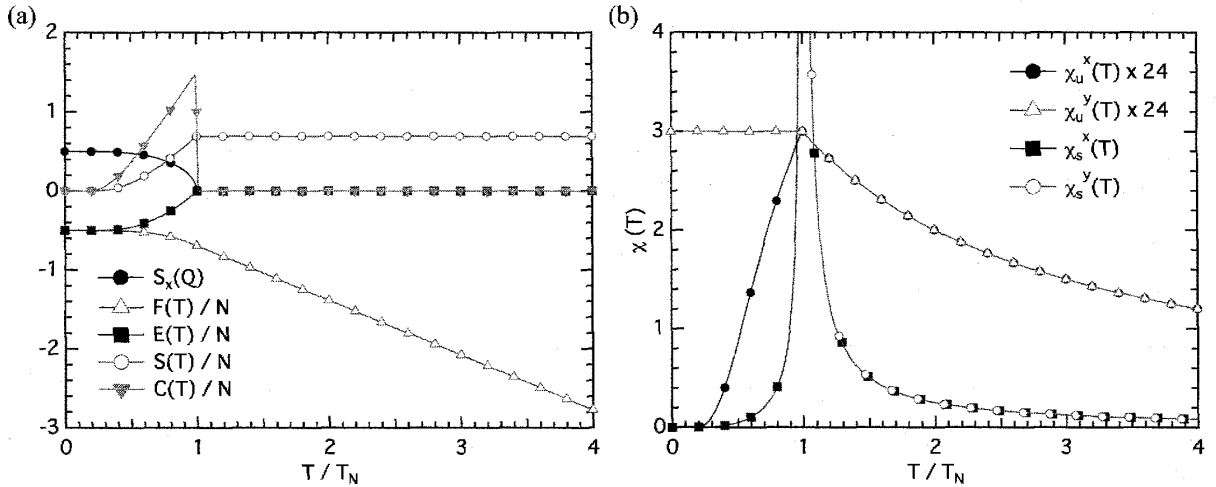 (a)
2
1
0
-1
-2
-3
S_x(Q)
F(T) / N
E(T) / N
S(T) / N
C(T) / N
0 1 2 3 4
T / T_N
(b)
χ (T)
4
3
2
1
0
χ_u^x(T) x 24
χ_u^y(T) x 24
χ_s^x(T)
χ_s^y(T)
0 1 2 3 4
T / T_N